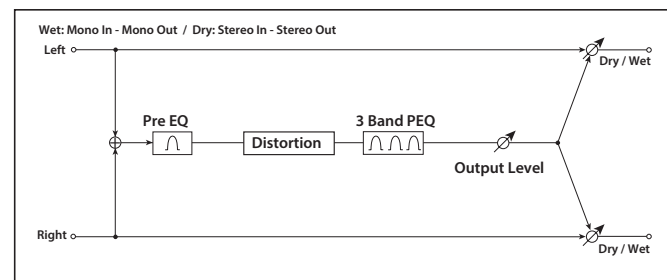 Wet: Mono In - Mono Out / Dry: Stereo In - Stereo Out
Left
Dry / Wet
Pre EQ
3 Band PEQ
Distortion
Output Level
Right
Dry / Wet